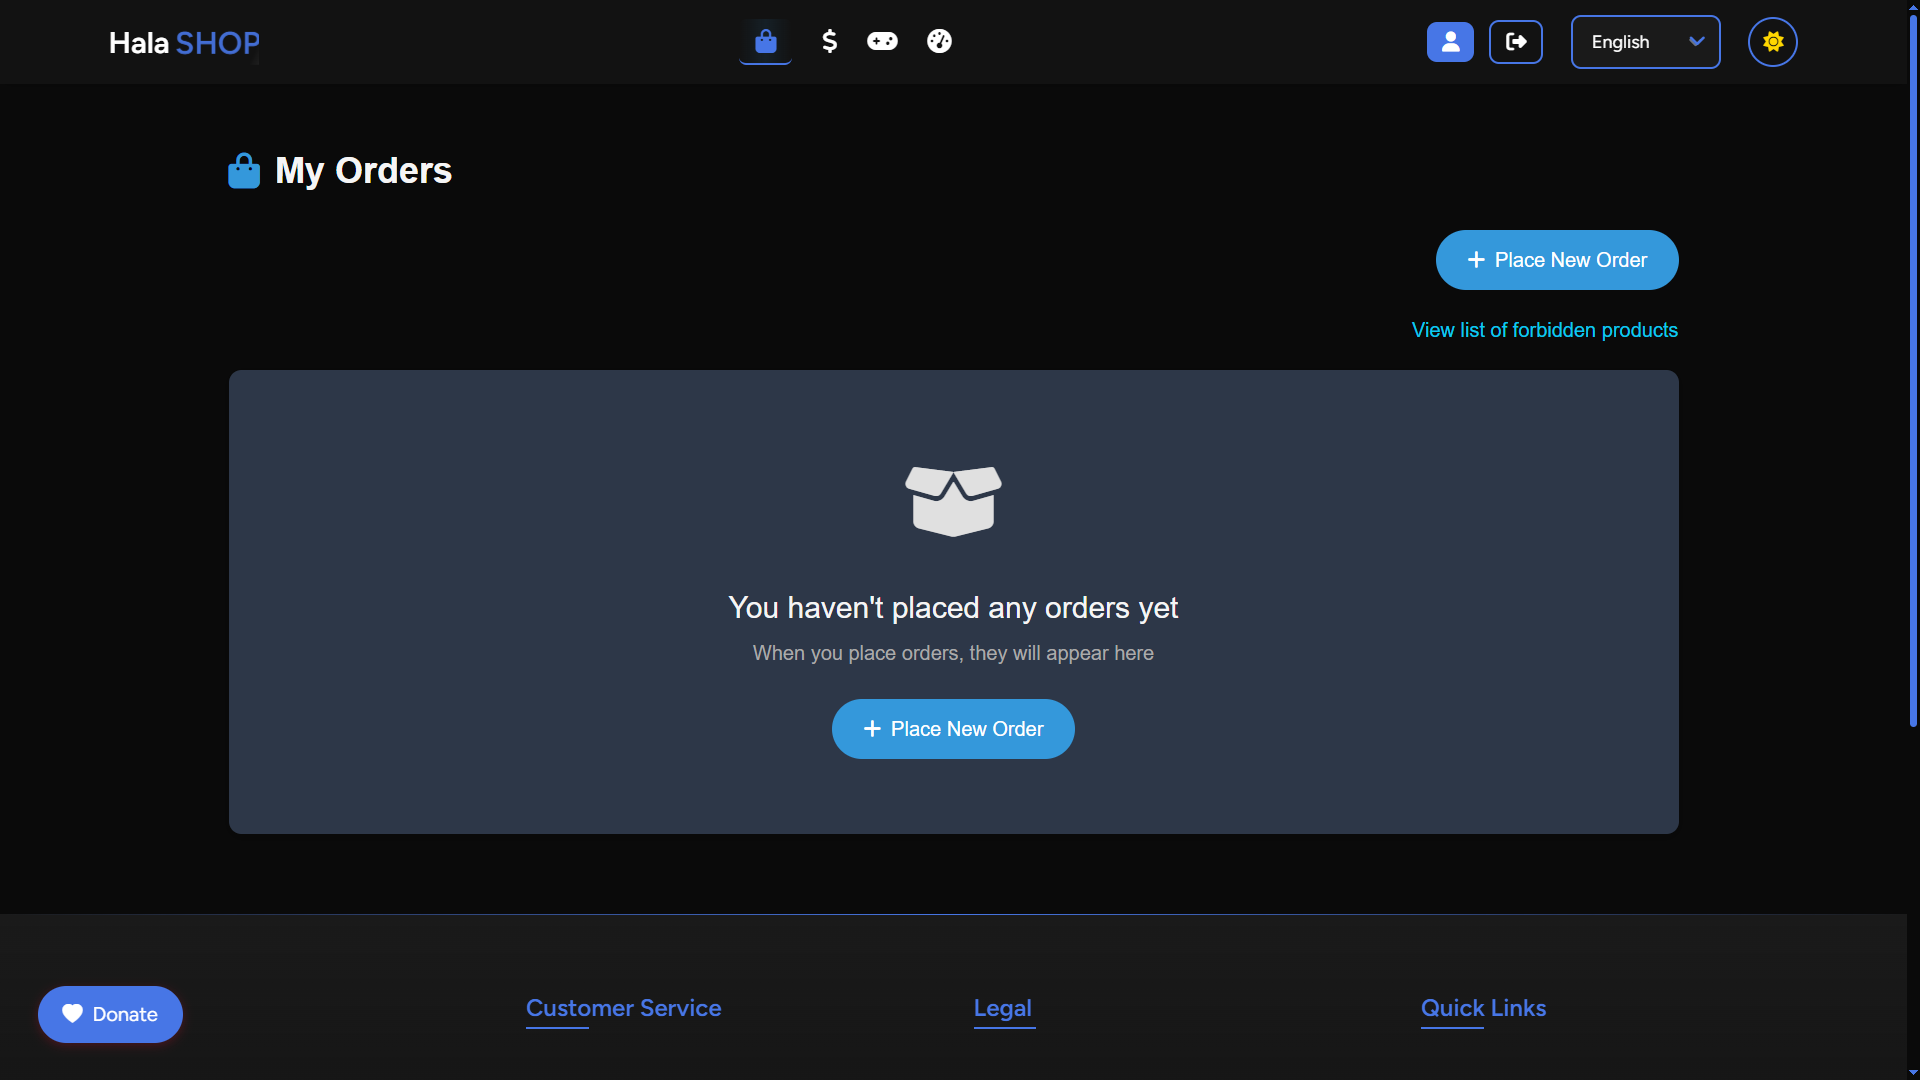 Hala SHOP
English
My Orders
Place New Order
View list of forbidden products
You haven't placed any orders yet
When you place orders, they will appear here
Place New Order
Donate
Customer Service
Legal
Quick Links